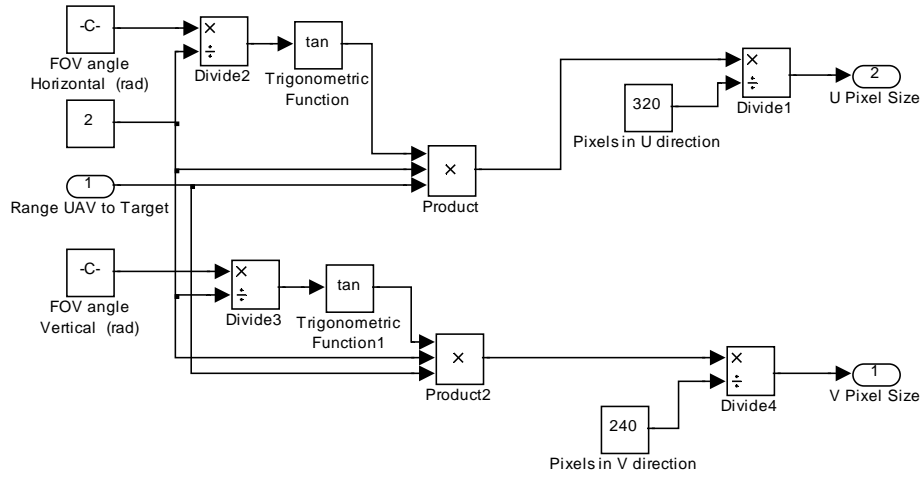 -C-
FOV angle
Horizontal (rad)
×
÷
Divide2
tan
Trigonometric
Function
2
1
Range UAV to Target
×
Product
320
Pixels in U direction
×
÷
Divide1
2
U Pixel Size
-C-
FOV angle
Vertical (rad)
×
÷
Divide3
tan
Trigonometric
Function1
×
Product2
240
Pixels in V direction
×
÷
Divide4
1
V Pixel Size